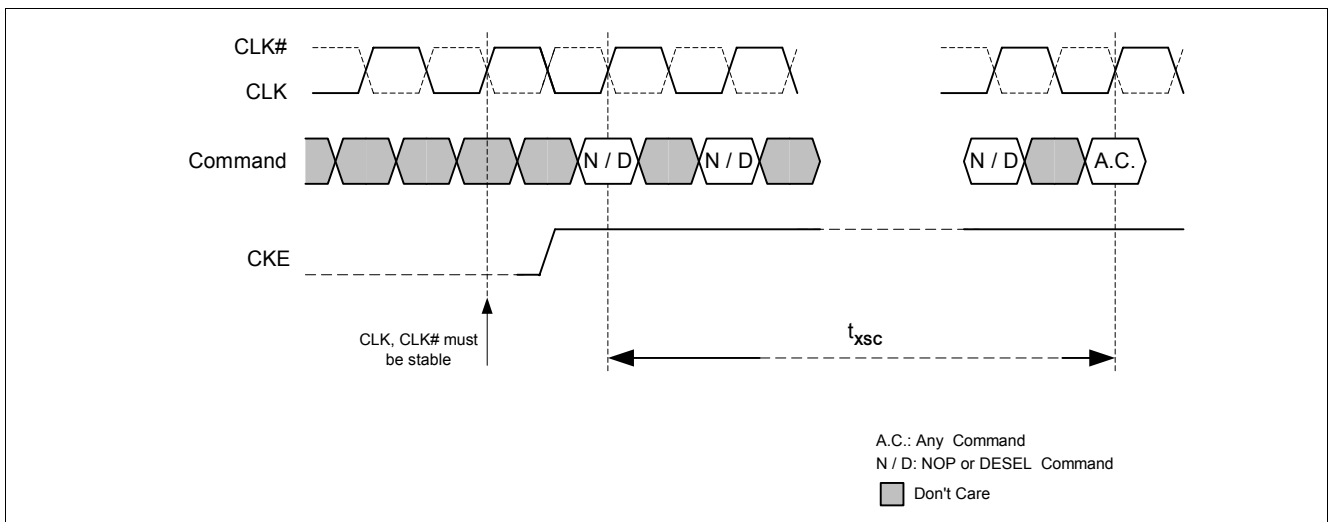 CLK#
CLK
Command
N / D
N / D
N / D
A.C.
CKE
CLK, CLK# must
be stable
txsc
A.C.: Any Command
N / D: NOP or DESEL Command
Don't Care